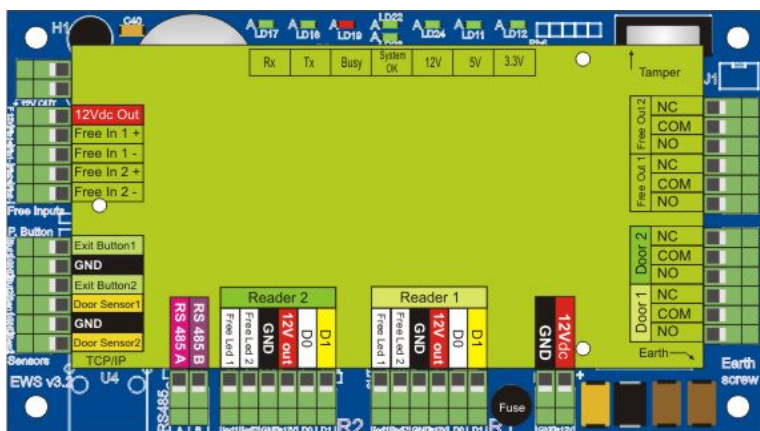 H1
C40
A LD17
A LD18
A LD19
LD22
A
A
A LD24
A LD11
A LD12
Rx
Tx
Busy
System OK
12V
5V
3.3V
Tamper
J1
+ 12V OUT
12Vdc Out
Free In 1 +
Free In 1 -
Free In 2 +
Free In 2 -
Free Inputs
P. Button
Exit Button1
GND
Exit Button2
Door Sensor1
GND
Door Sensor2
Sensors
TCP/IP
EWS v3.2
U4
Free Out 2
NC
COM
NO
Free Out 1
NC
COM
NO
Door 2
NC
COM
NO
Door 1
NC
COM
NO
Earth
Earth screw
RS 485 A
RS 485 B
RS485
A
B
Reader 2
Free Led 1
Free Led 2
GND
12V out
D0
D1
R2
Reader 1
Free Led 1
Free Led 2
GND
12V out
D0
D1
R
Fuse
GND
12Vdc
+